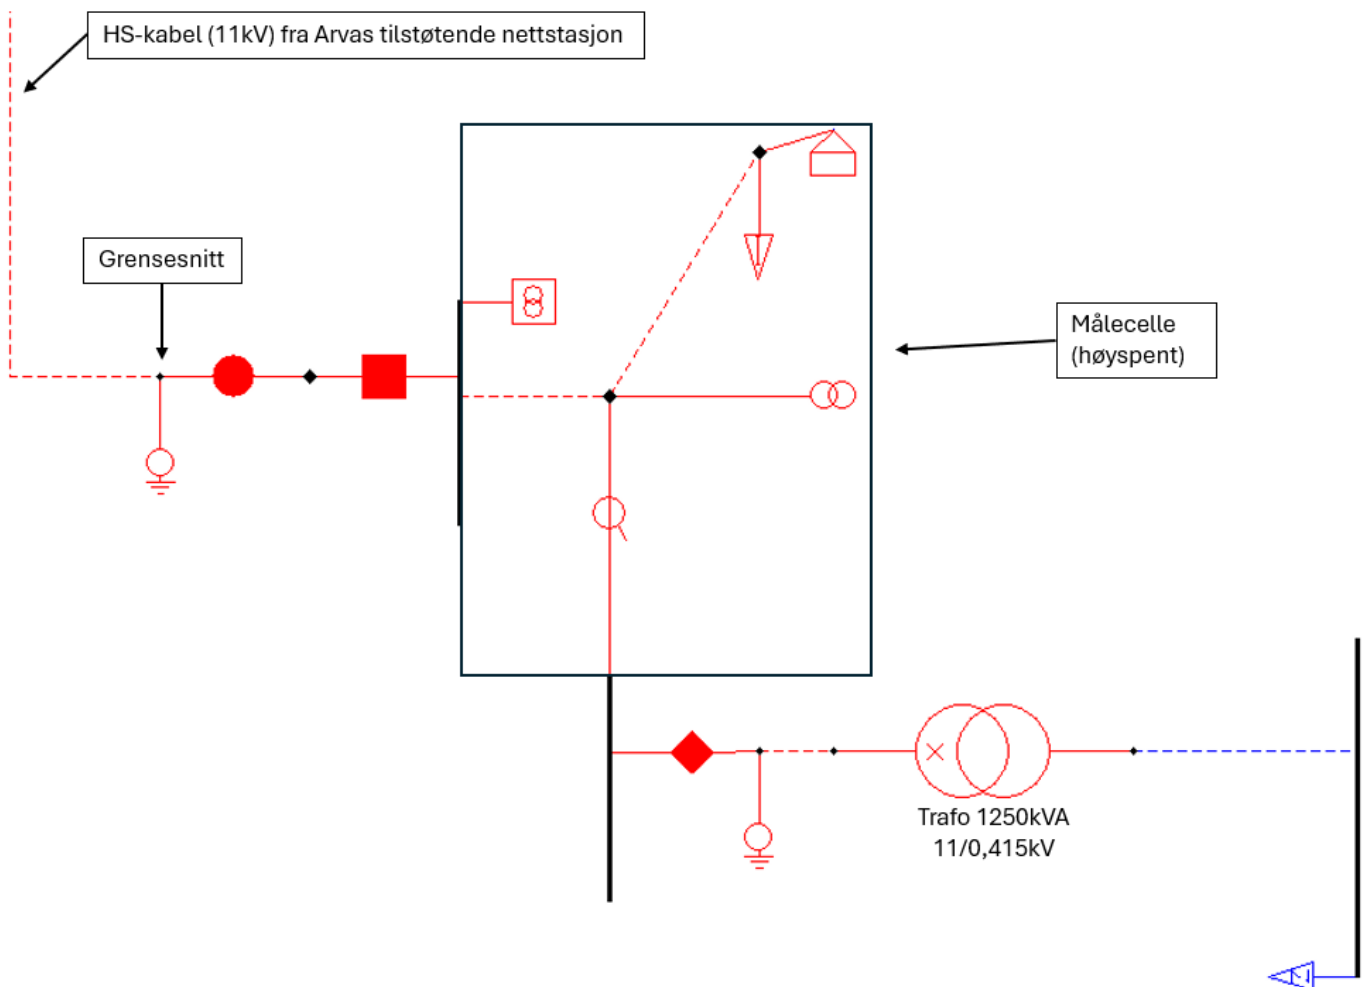 HS-kabel (11kV) fra Arvas tilstøtende nettstasjon
Grensesnitt
Målecelle
(høyspent)
Trafo 1250kVA
11/0,415kV